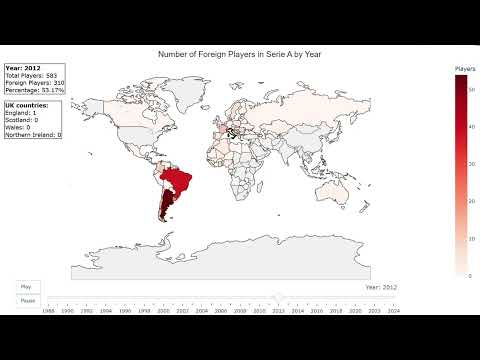 Number of Foreign Players in Serie A by Year
Year: 2012
Total Players: 583
Foreign Players: 310
Percentage: 53.17%
UK countries:
England: 1
Scotland: 0
Wales: 0
Northern Ireland: 0
Players
50
40
30
20
10
0
Play
Pause
Year: 2012
1988 1990 1992 1994 1996 1998 2000 2002 2004 2006 2008 2010 2012 2014 2016 2018 2020 2022 2024